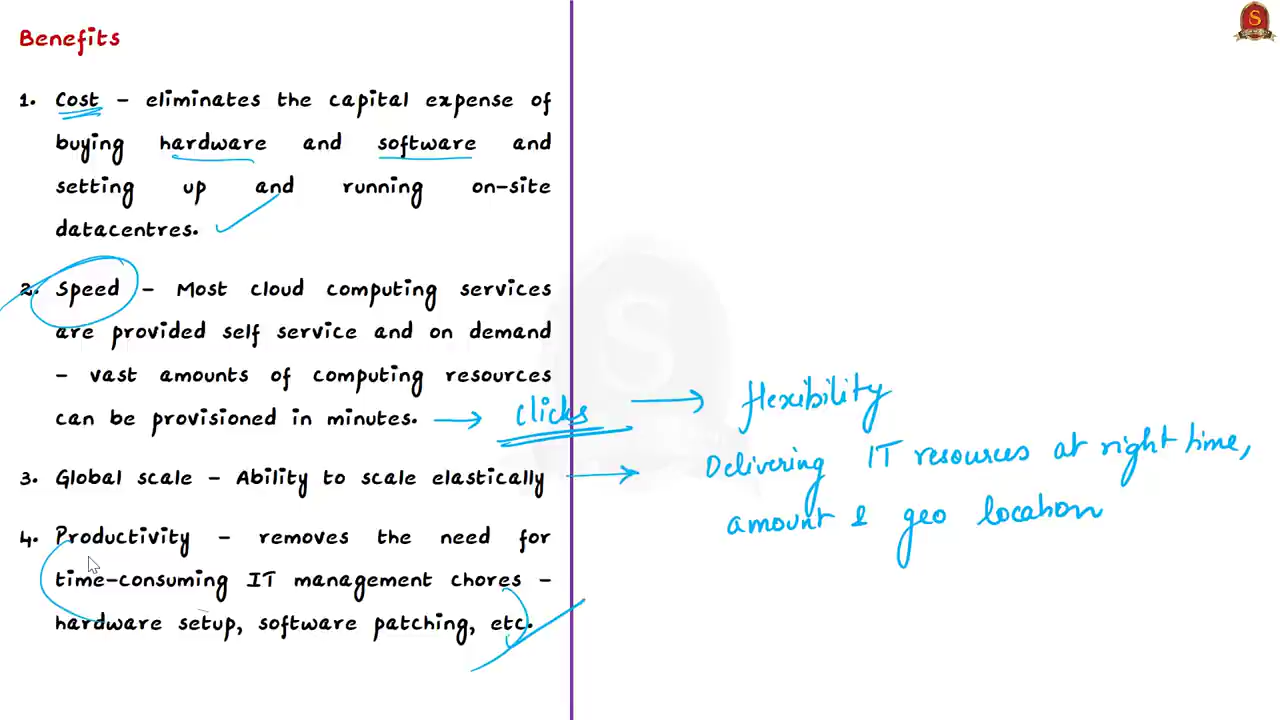 Benefits
1. Cost – eliminates the capital expense of
buying hardware and software and
setting up and running on-site
datacentres.
2. Speed – Most cloud computing services
are provided self service and on demand
– vast amounts of computing resources
can be provisioned in minutes. → Clicks → flexibility
3. Global scale – Ability to scale elastically → Delivering IT resources at right time,
amount & geo location
4. Productivity – removes the need for
time-consuming IT management chores –
hardware setup, software patching, etc.
S
S